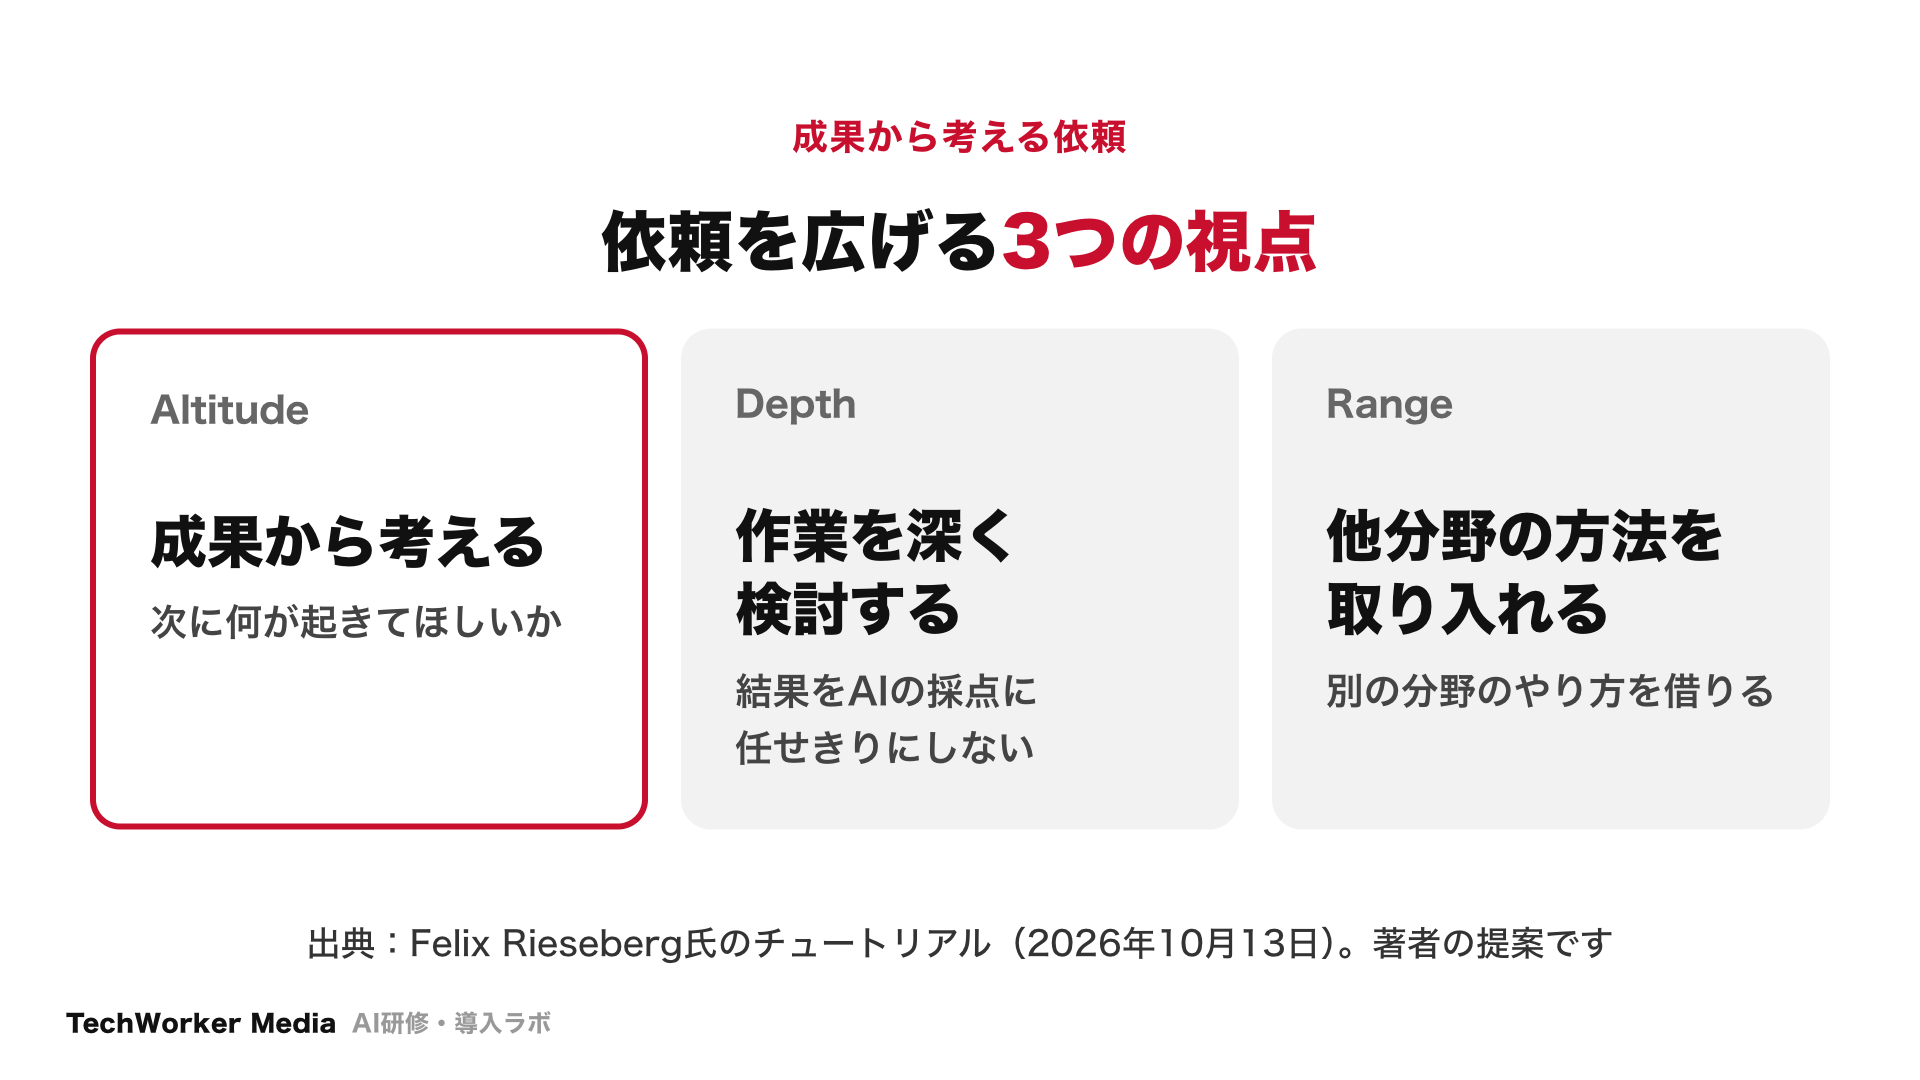 成果から考える依頼
依頼を広げる3つの視点
Altitude
成果から考える
次に何が起きてほしいか
Depth
作業を深く
検討する
結果をAIの採点に
任せきりにしない
Range
他分野の方法を
取り入れる
別の分野のやり方を借りる
出典：Felix Rieseberg氏のチュートリアル（2026年10月13日）。著者の提案です
TechWorker Media AI研修・導入ラボ